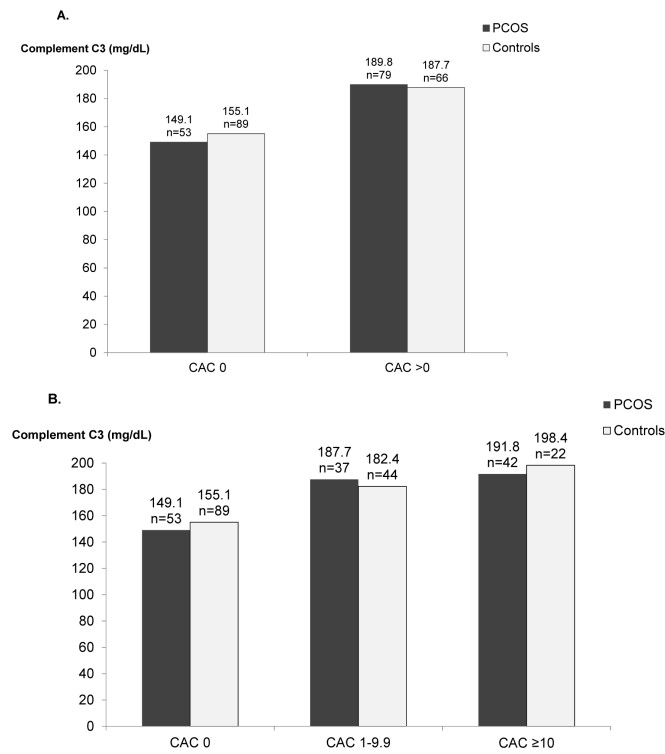 A.
PCOS
Controls
Complement C3 (mg/dL)
200
180
160
140
120
100
80
60
40
20
0
149.1
n=53
155.1
n=89
189.8
n=79
187.7
n=66
CAC 0
CAC >0
B.
PCOS
Controls
Complement C3 (mg/dL)
200
180
160
140
120
100
80
60
40
20
0
149.1
n=53
155.1
n=89
187.7
n=37
182.4
n=44
191.8
n=42
198.4
n=22
CAC 0
CAC 1-9.9
CAC ≥10